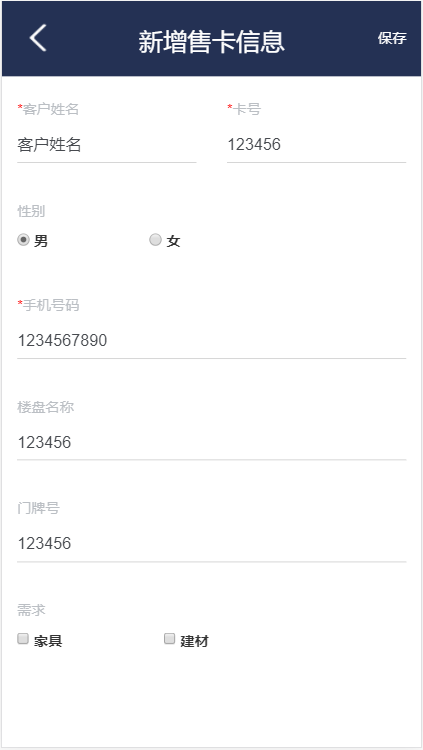 新增售卡信息 保存
*客户姓名 *卡号
客户姓名 123456
性别
男 女
*手机号码
1234567890
楼盘名称
123456
门牌号
123456
需求
家具 建材